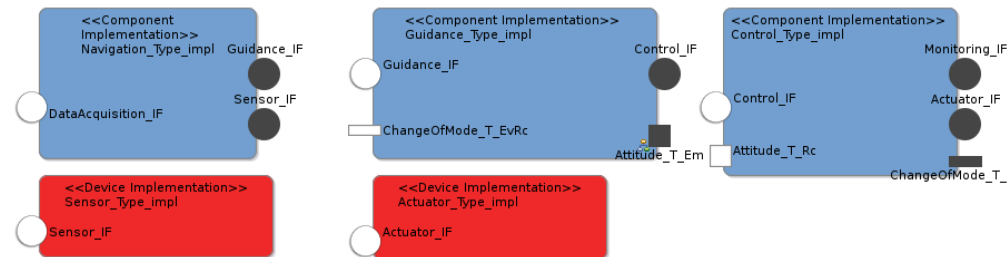 <<Component
Implementation>>
Navigation_Type_impl
Guidance_IF
Sensor_IF
DataAcquisition_IF
<<Component Implementation>>
Guidance_Type_impl
Control_IF
Guidance_IF
ChangeOfMode_T_EvRc
Attitude_T_Em
<<Component Implementation>>
Control_Type_impl
Monitoring_IF
Actuator_IF
Control_IF
Attitude_T_Rc
ChangeOfMode_T_
<<Device Implementation>>
Sensor_Type_impl
Sensor_IF
<<Device Implementation>>
Actuator_Type_impl
Actuator_IF